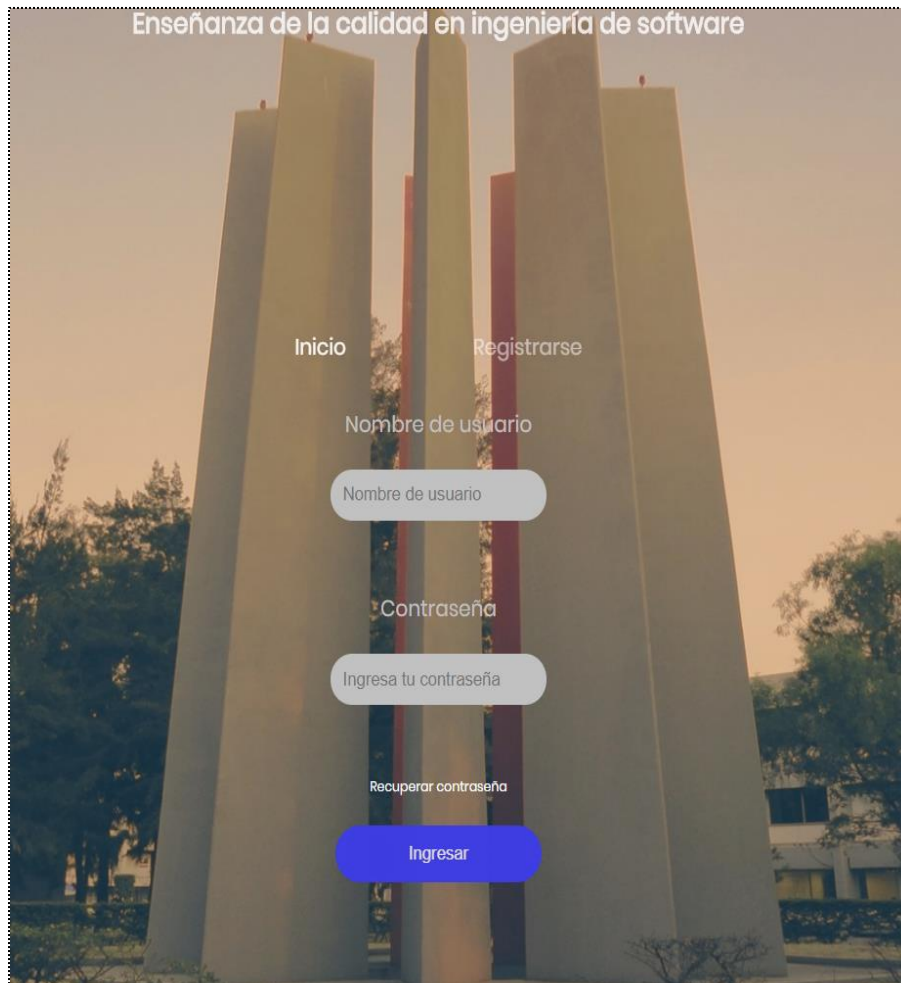 Enseñanza de la calidad en ingeniería de software
Inicio Registrarse
Nombre de usuario
Nombre de usuario
Contraseña
Ingresa tu contraseña
Recuperar contraseña
Ingresar